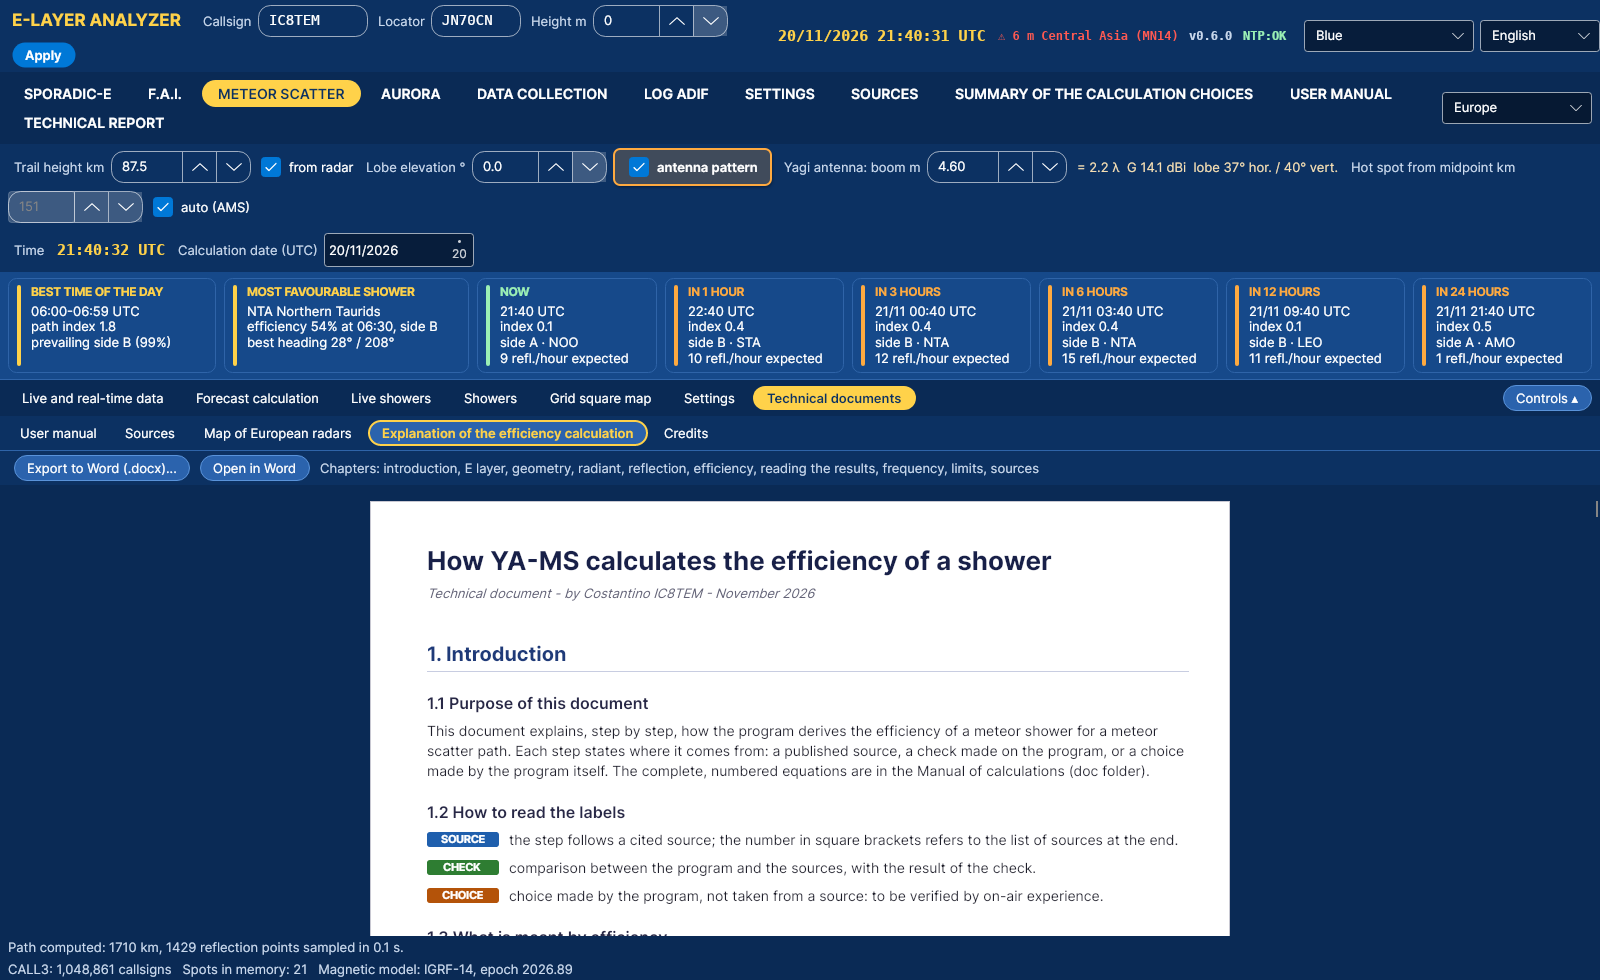 E-LAYER ANALYZER
Callsign IC8TEM Locator JN70CN Height m 0
Apply
20/11/2026 21:40:31 UTC ⚠ 6 m Central Asia (MN14) v0.6.0 NTP:OK
Blue English
SPORADIC-E F.A.I. METEOR SCATTER AURORA DATA COLLECTION LOG ADIF SETTINGS SOURCES SUMMARY OF THE CALCULATION CHOICES USER MANUAL
TECHNICAL REPORT
Europe
Trail height km 87.5 from radar Lobe elevation ° 0.0 antenna pattern Yagi antenna: boom m 4.60 = 2.2 λ G 14.1 dBi lobe 37° hor. / 40° vert. Hot spot from midpoint km
151 auto (AMS)
Time 21:40:32 UTC Calculation date (UTC) 20/11/2026 20
BEST TIME OF THE DAY
06:00-06:59 UTC
path index 1.8
prevailing side B (99%)
MOST FAVOURABLE SHOWER
NTA Northern Taurids
efficiency 54% at 06:30, side B
best heading 28° / 208°
NOW
21:40 UTC
index 0.1
side A · NOO
9 refl./hour expected
IN 1 HOUR
22:40 UTC
index 0.4
side B · STA
10 refl./hour expected
IN 3 HOURS
21/11 00:40 UTC
index 0.4
side B · NTA
12 refl./hour expected
IN 6 HOURS
21/11 03:40 UTC
index 0.4
side B · NTA
15 refl./hour expected
IN 12 HOURS
21/11 09:40 UTC
index 0.1
side B · LEO
11 refl./hour expected
IN 24 HOURS
21/11 21:40 UTC
index 0.5
side A · AMO
1 refl./hour expected
Live and real-time data Forecast calculation Live showers Showers Grid square map Settings Technical documents Controls ▴
User manual Sources Map of European radars Explanation of the efficiency calculation Credits
Export to Word (.docx)... Open in Word Chapters: introduction, E layer, geometry, radiant, reflection, efficiency, reading the results, frequency, limits, sources
How YA-MS calculates the efficiency of a shower
Technical document - by Costantino IC8TEM - November 2026
1. Introduction
1.1 Purpose of this document
This document explains, step by step, how the program derives the efficiency of a meteor shower for a meteor
scatter path. Each step states where it comes from: a published source, a check made on the program, or a choice
made by the program itself. The complete, numbered equations are in the Manual of calculations (doc folder).
1.2 How to read the labels
SOURCE the step follows a cited source; the number in square brackets refers to the list of sources at the end.
CHECK comparison between the program and the sources, with the result of the check.
CHOICE choice made by the program, not taken from a source: to be verified by on-air experience.
1.3 What is meant by efficiency
Path computed: 1710 km, 1429 reflection points sampled in 0.1 s.
CALL3: 1,048,861 callsigns Spots in memory: 21 Magnetic model: IGRF-14, epoch 2026.89